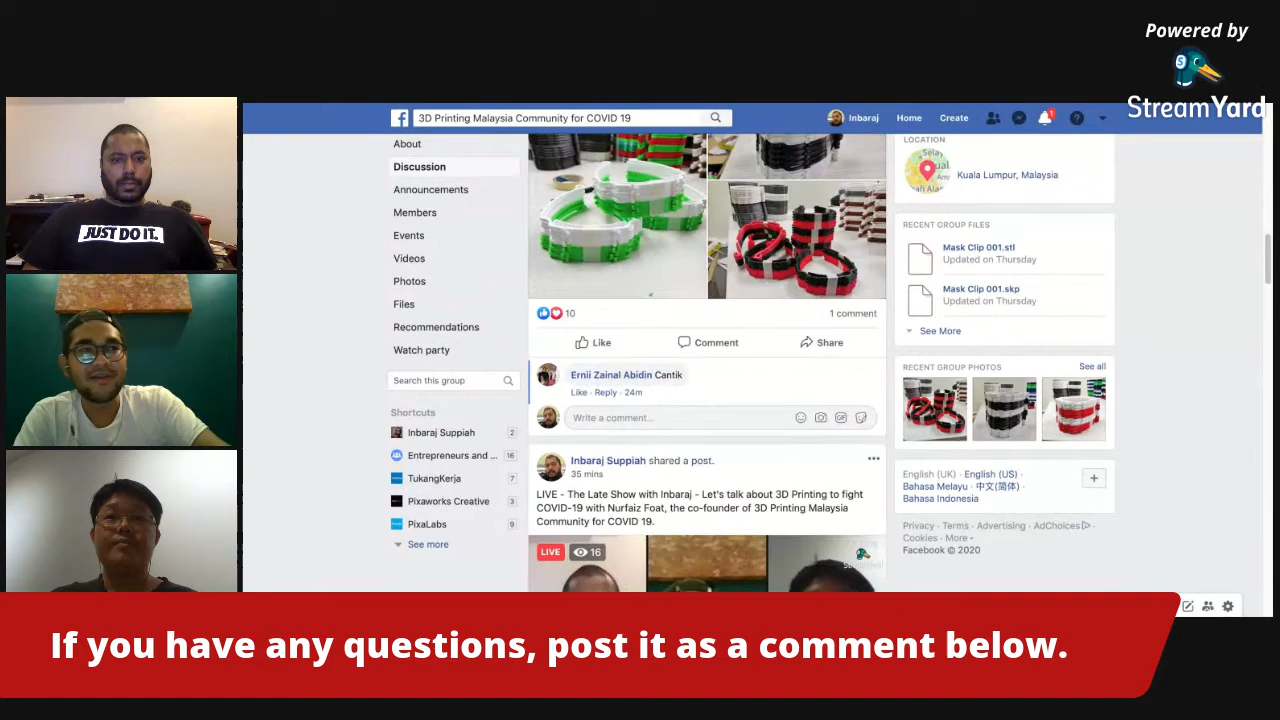 Powered by
StreamYard
JUST DO IT.
3D Printing Malaysia Community for COVID 19
Inbaraj
Home
Create
1
About
Discussion
Announcements
Members
Events
Videos
Photos
Files
Recommendations
Watch party
Search this group
Shortcuts
Inbaraj Suppiah 2
Entrepreneurs and ... 16
TukangKerja 7
Pixaworks Creative 3
PixaLabs 9
See more
10
1 comment
Like
Comment
Share
Ernii Zainal Abidin Cantik
Like · Reply · 24m
Write a comment...
GIF
Inbaraj Suppiah shared a post.
35 mins
LIVE - The Late Show with Inbaraj - Let's talk about 3D Printing to fight
COVID-19 with Nurfaiz Foat, the co-founder of 3D Printing Malaysia
Community for COVID 19.
LIVE 16
StreamYard
LOCATION
Kuala Lumpur, Malaysia
RECENT GROUP FILES
Mask Clip 001.stl
Updated on Thursday
Mask Clip 001.skp
Updated on Thursday
See More
RECENT GROUP PHOTOS
See all
English (UK) · English (US) ·
Bahasa Melayu · 中文(简体) ·
Bahasa Indonesia
Privacy · Terms · Advertising · AdChoices ·
Cookies · More
Facebook © 2020
If you have any questions, post it as a comment below.